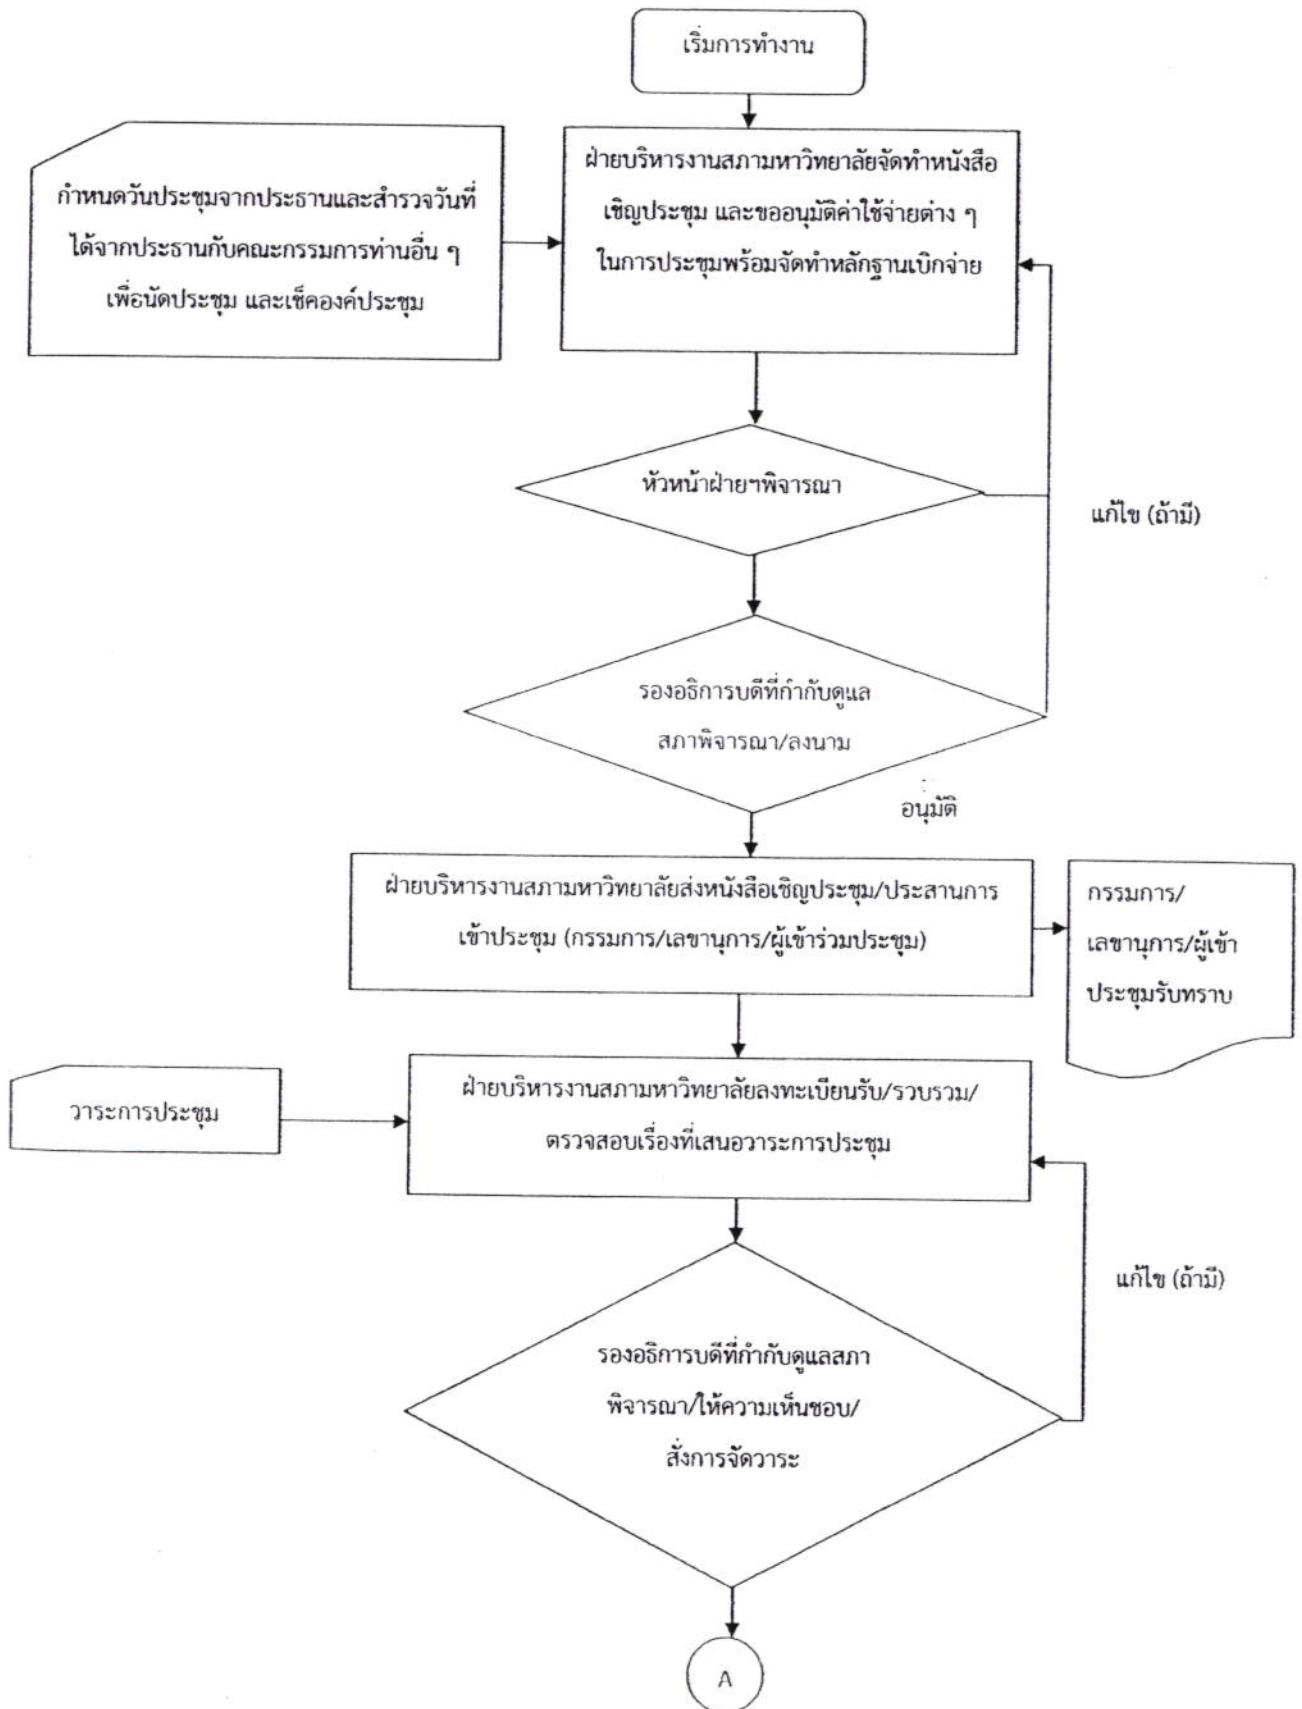 เริ่มการทำงาน
กำหนดวันประชุมจากประธานและสำรวจวันที่
ได้จากประธานกับคณะกรรมการท่านอื่น ๆ
เพื่อนัดประชุม และเช็คองค์ประชุม
ฝ่ายบริหารงานสภามหาวิทยาลัยจัดทำหนังสือ
เชิญประชุม และขออนุมัติค่าใช้จ่ายต่าง ๆ
ในการประชุมพร้อมจัดทำหลักฐานเบิกจ่าย
หัวหน้าฝ่ายฯพิจารณา
แก้ไข (ถ้ามี)
รองอธิการบดีที่กำกับดูแล
สภาพิจารณา/ลงนาม
อนุมัติ
ฝ่ายบริหารงานสภามหาวิทยาลัยส่งหนังสือเชิญประชุม/ประสานการ
เข้าประชุม (กรรมการ/เลขานุการ/ผู้เข้าร่วมประชุม)
กรรมการ/
เลขานุการ/ผู้เข้า
ประชุมรับทราบ
วาระการประชุม
ฝ่ายบริหารงานสภามหาวิทยาลัยลงทะเบียนรับ/รวบรวม/
ตรวจสอบเรื่องที่เสนอวาระการประชุม
แก้ไข (ถ้ามี)
รองอธิการบดีที่กำกับดูแลสภา
พิจารณา/ให้ความเห็นชอบ/
สั่งการจัดวาระ
A